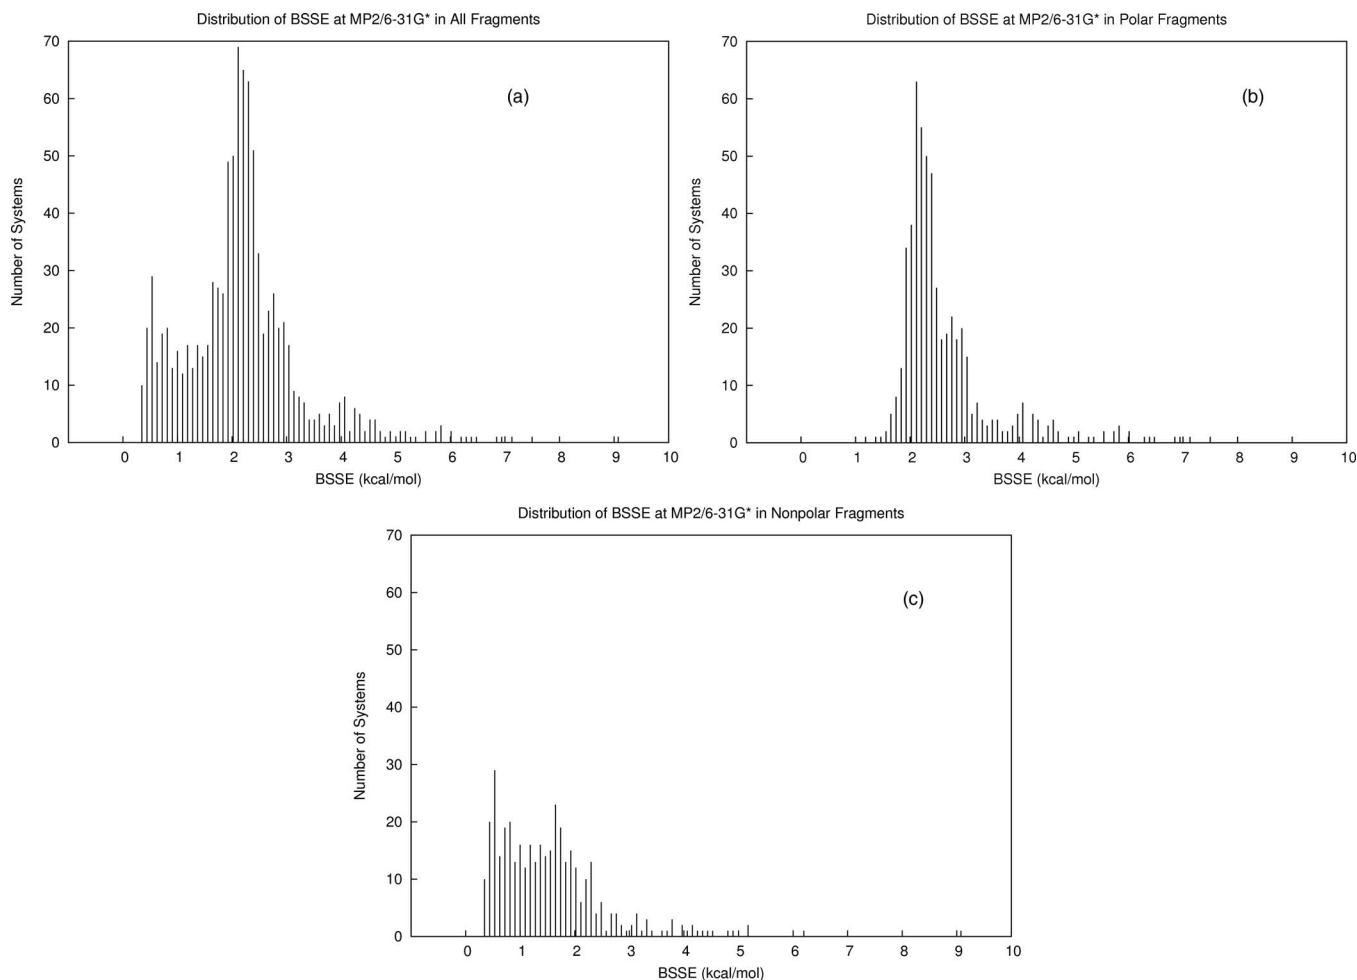 Distribution of BSSE at MP2/6-31G* in All Fragments
70
60
50
40
30
20
10
0
Number of Systems
(a)
0 1 2 3 4 5 6 7 8 9 10
BSSE (kcal/mol)
Distribution of BSSE at MP2/6-31G* in Polar Fragments
70
60
50
40
30
20
10
0
Number of Systems
(b)
0 1 2 3 4 5 6 7 8 9 10
BSSE (kcal/mol)
Distribution of BSSE at MP2/6-31G* in Nonpolar Fragments
70
60
50
40
30
20
10
0
Number of Systems
(c)
0 1 2 3 4 5 6 7 8 9 10
BSSE (kcal/mol)